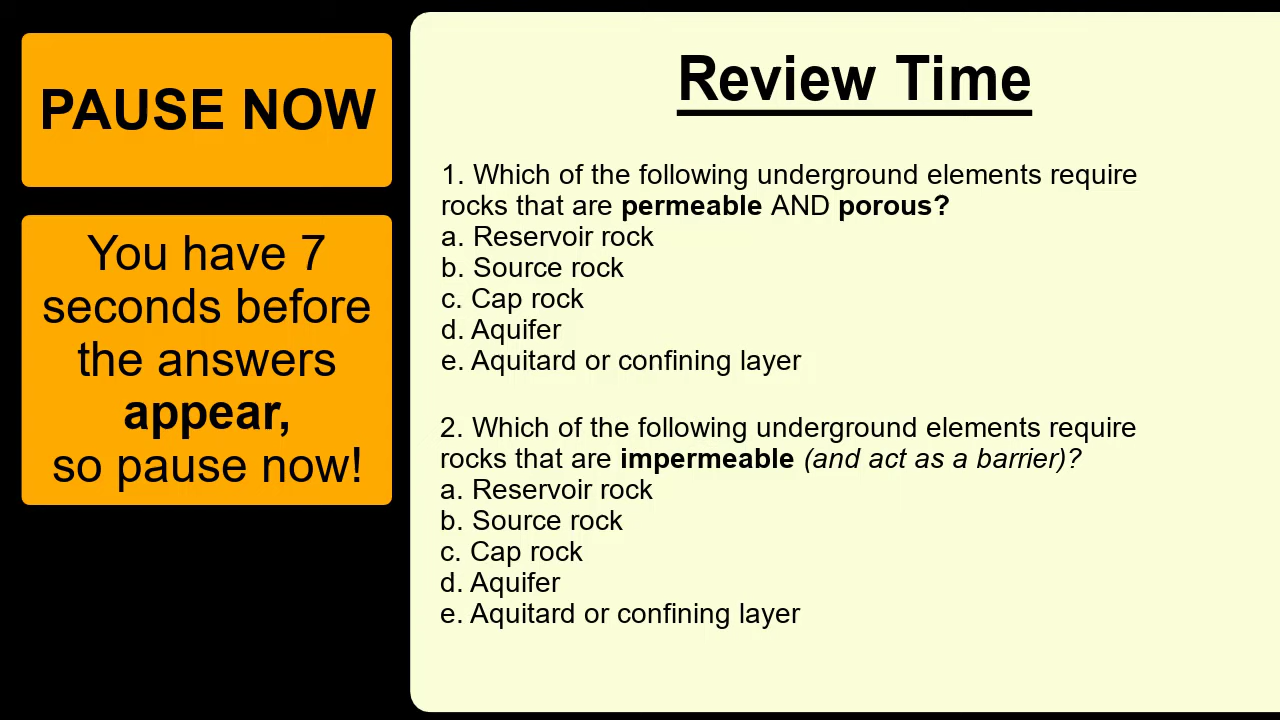 PAUSE NOW
You have 7
seconds before
the answers
appear,
so pause now!
Review Time
1. Which of the following underground elements require
rocks that are permeable AND porous?
a. Reservoir rock
b. Source rock
c. Cap rock
d. Aquifer
e. Aquitard or confining layer
2. Which of the following underground elements require
rocks that are impermeable (and act as a barrier)?
a. Reservoir rock
b. Source rock
c. Cap rock
d. Aquifer
e. Aquitard or confining layer